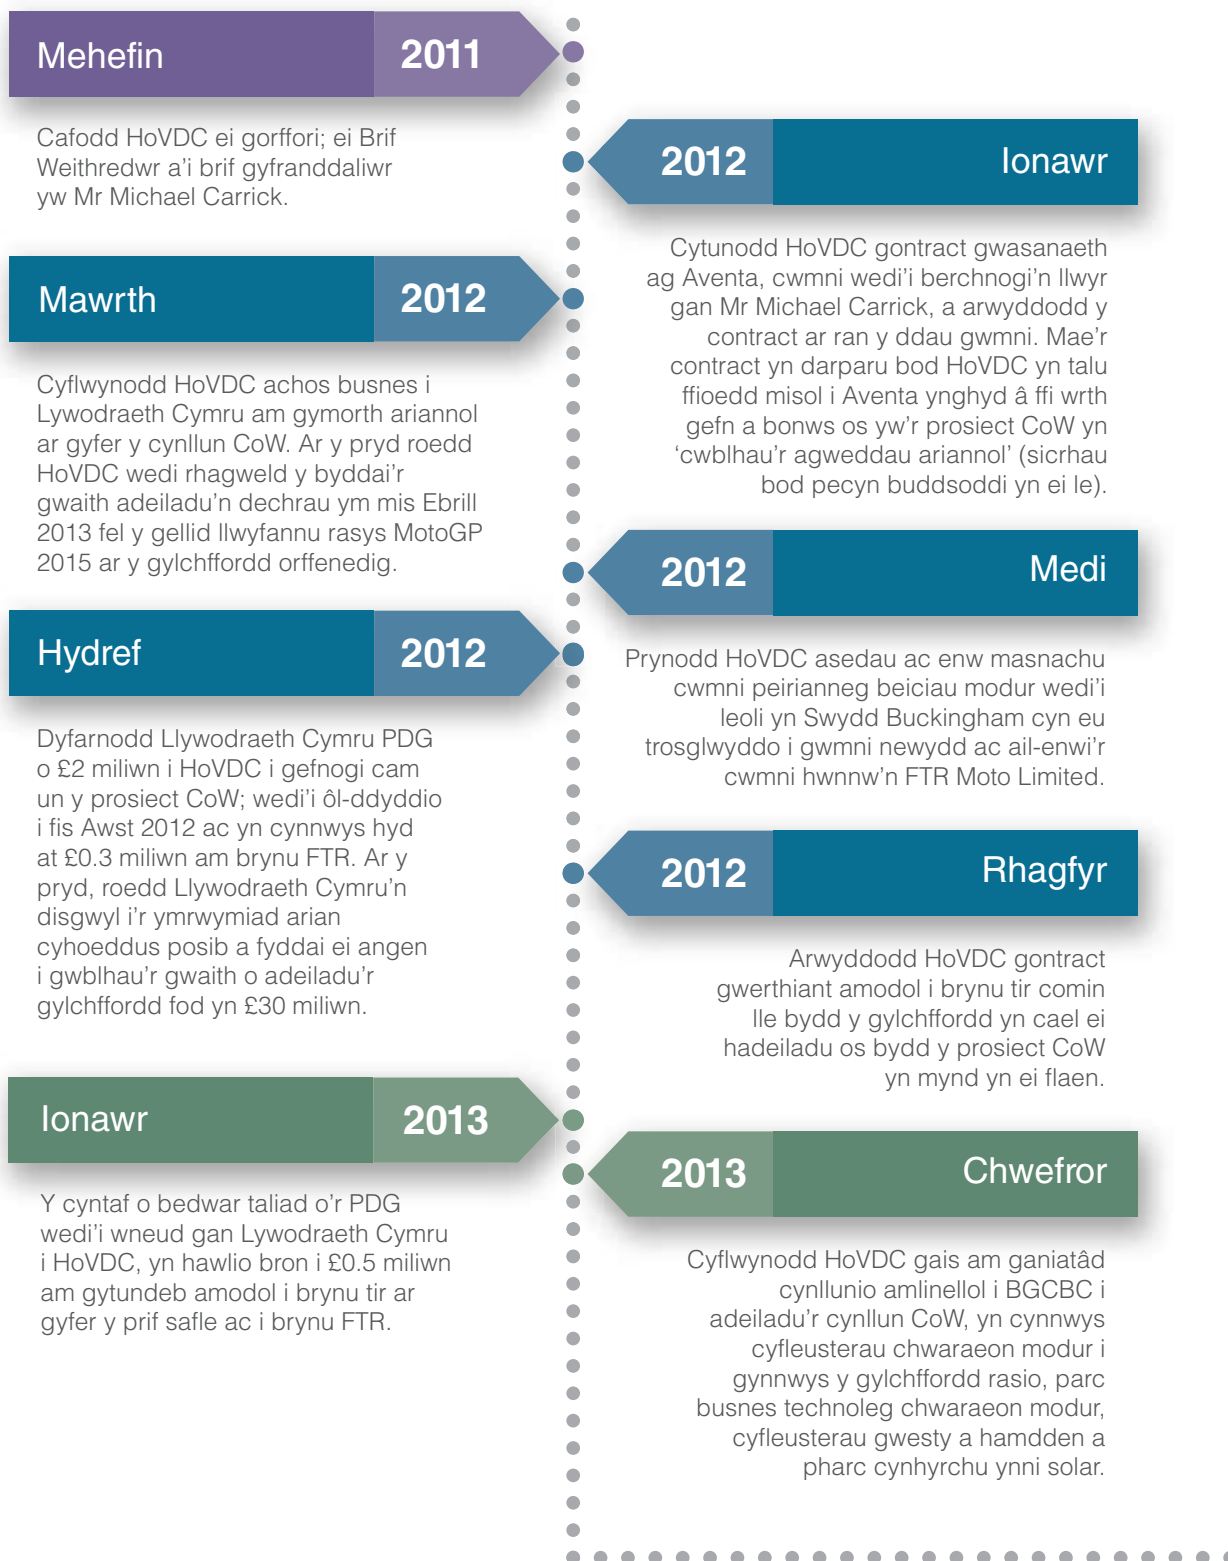 Mehefin 2011
Cafodd HoVDC ei gorffori; ei Brif
Weithredwr a'i brif gyfranddaliwr
yw Mr Michael Carrick.
2012 Ionawr
Cytunodd HoVDC gontract gwasanaeth
ag Aventa, cwmni wedi'i berchnogi'n llwyr
gan Mr Michael Carrick, a arwyddodd y
contract ar ran y ddau gwmni. Mae'r
contract yn darparu bod HoVDC yn talu
ffioedd misol i Aventa ynghyd â ffi wrth
gefn a bonws os yw'r prosiect CoW yn
‘cwblhau'r agweddau ariannol’ (sicrhau
bod pecyn buddsoddi yn ei le).
Mawrth 2012
Cyflwynodd HoVDC achos busnes i
Lywodraeth Cymru am gymorth ariannol
ar gyfer y cynllun CoW. Ar y pryd roedd
HoVDC wedi rhagweld y byddai'r
gwaith adeiladu'n dechrau ym mis Ebrill
2013 fel y gellid llwyfannu rasys MotoGP
2015 ar y gylchffordd orffenedig.
2012 Medi
Prynodd HoVDC asedau ac enw masnachu
cwmni peirianneg beiciau modur wedi'i
leoli yn Swydd Buckingham cyn eu
trosglwyddo i gwmni newydd ac ail-enwi'r
cwmni hwnnw'n FTR Moto Limited.
Hydref 2012
Dyfarnodd Llywodraeth Cymru PDG
o £2 miliwn i HoVDC i gefnogi cam
un y prosiect CoW; wedi'i ôl-ddyddio
i fis Awst 2012 ac yn cynnwys hyd
at £0.3 miliwn am brynu FTR. Ar y
pryd, roedd Llywodraeth Cymru'n
disgwyl i'r ymrwymiad arian
cyhoeddus posib a fyddai ei angen
i gwblhau'r gwaith o adeiladu'r
gylchffordd fod yn £30 miliwn.
2012 Rhagfyr
Arwyddodd HoVDC gontract
gwerthiant amodol i brynu tir comin
lle bydd y gylchffordd yn cael ei
hadeiladu os bydd y prosiect CoW
yn mynd yn ei flaen.
Ionawr 2013
Y cyntaf o bedwar taliad o'r PDG
wedi'i wneud gan Lywodraeth Cymru
i HoVDC, yn hawlio bron i £0.5 miliwn
am gytundeb amodol i brynu tir ar
gyfer y prif safle ac i brynu FTR.
2013 Chwefror
Cyflwynodd HoVDC gais am ganiatâd
cynllunio amlinellol i BGCBC i
adeiladu'r cynllun CoW, yn cynnwys
cyfleusterau chwaraeon modur i
gynnwys y gylchffordd rasio, parc
busnes technoleg chwaraeon modur,
cyfleusterau gwesty a hamdden a
pharc cynhyrchu ynni solar.